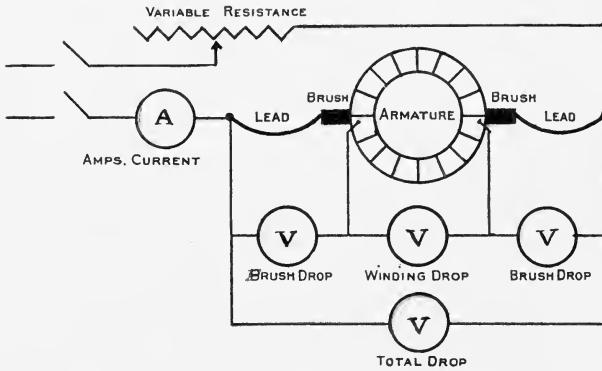 VARIABLE RESISTANCE
BRUSH
BRUSH
A
LEAD
ARMATURE
LEAD
AMPS. CURRENT
V
V
V
BRUSH DROP
WINDING DROP
BRUSH DROP
V
TOTAL DROP